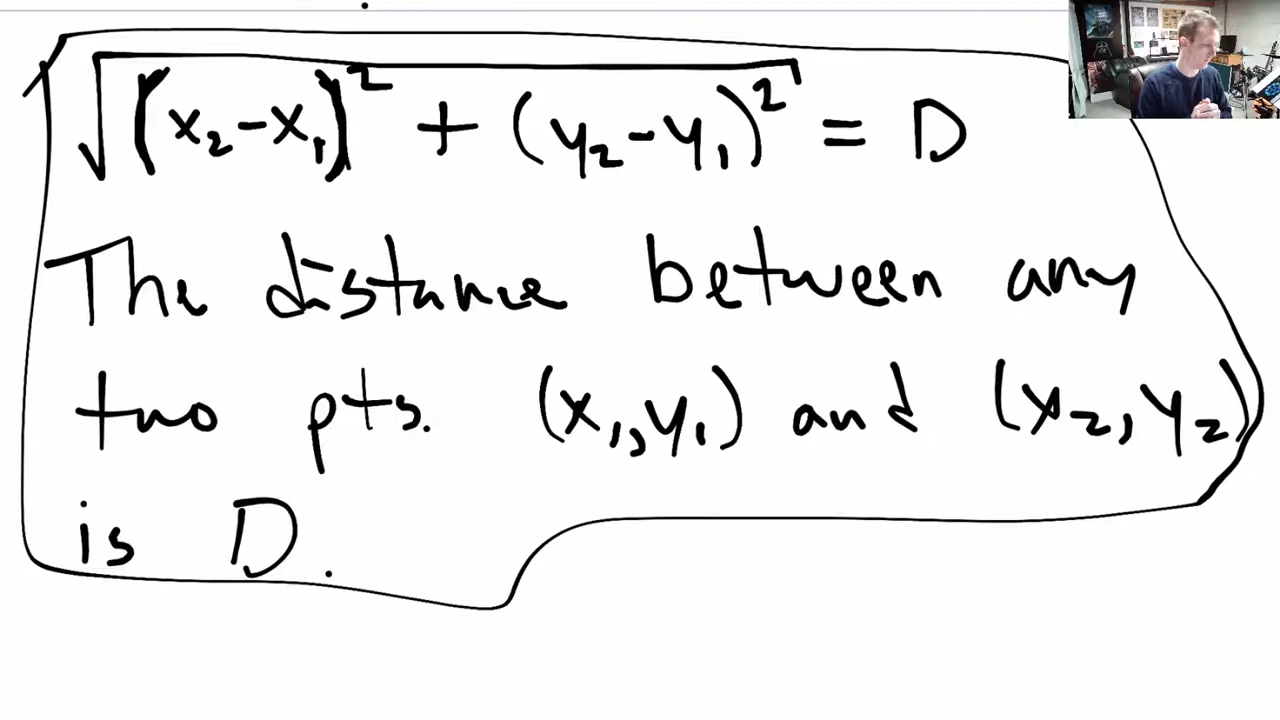 √(x₂-x₁)² + (y₂-y₁)² = D
The distance between any
two pts. (x₁,y₁) and (x₂,y₂)
is D.